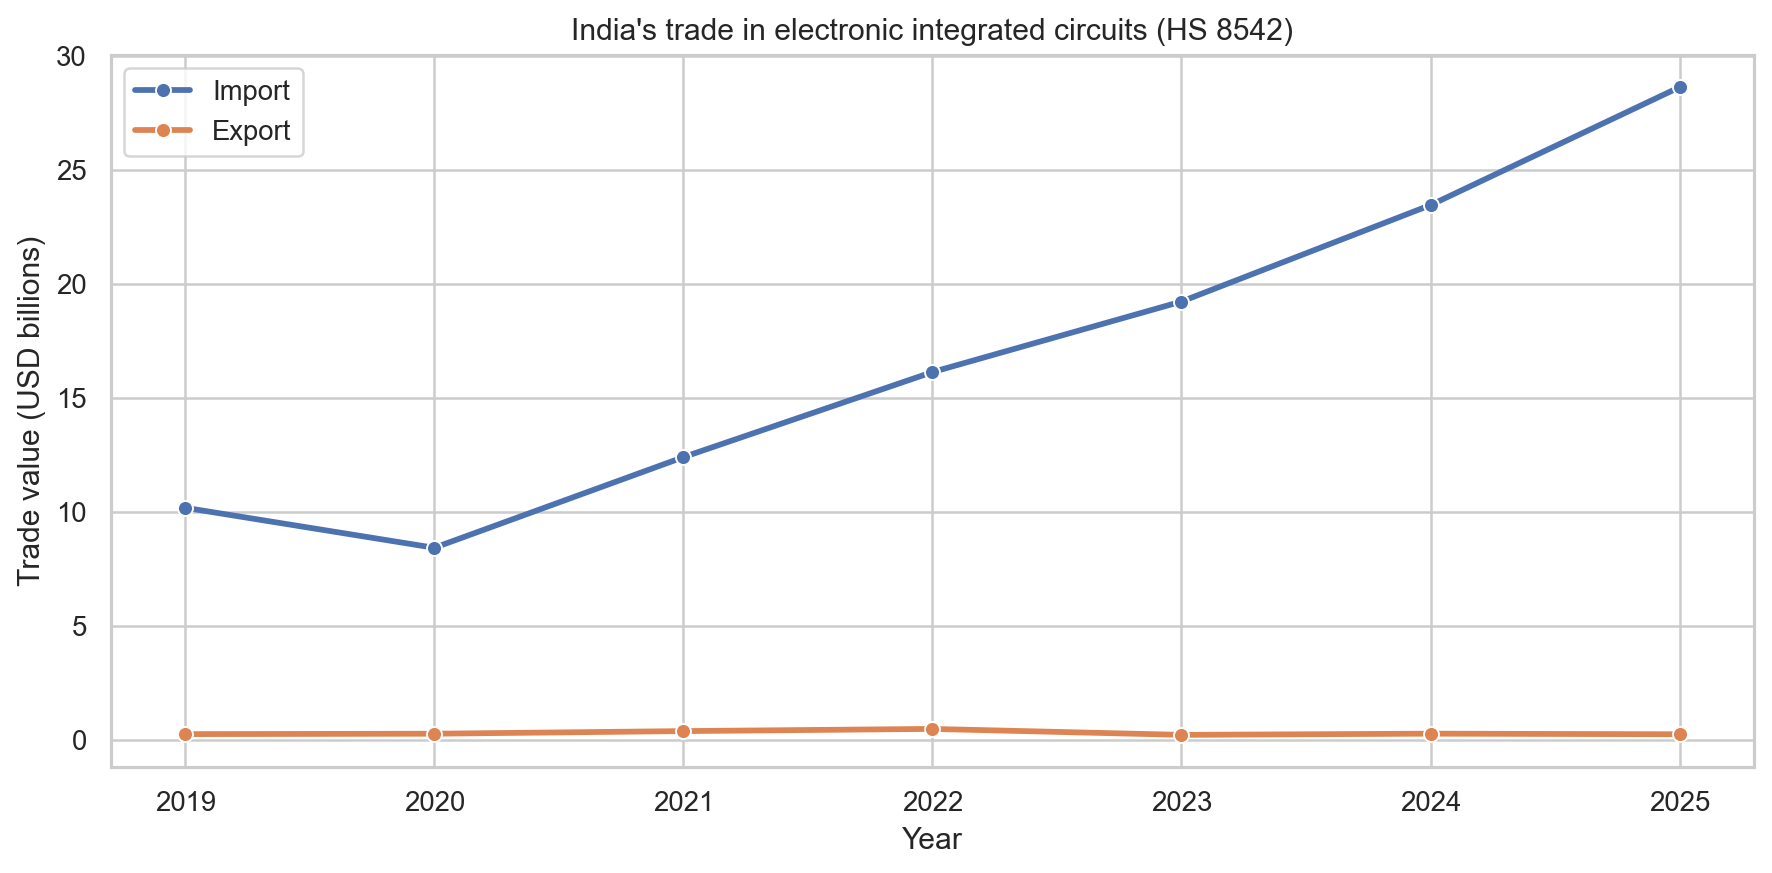 India's trade in electronic integrated circuits (HS 8542)
Import
Export
Trade value (USD billions)
30
25
20
15
10
5
0
2019 2020 2021 2022 2023 2024 2025
Year